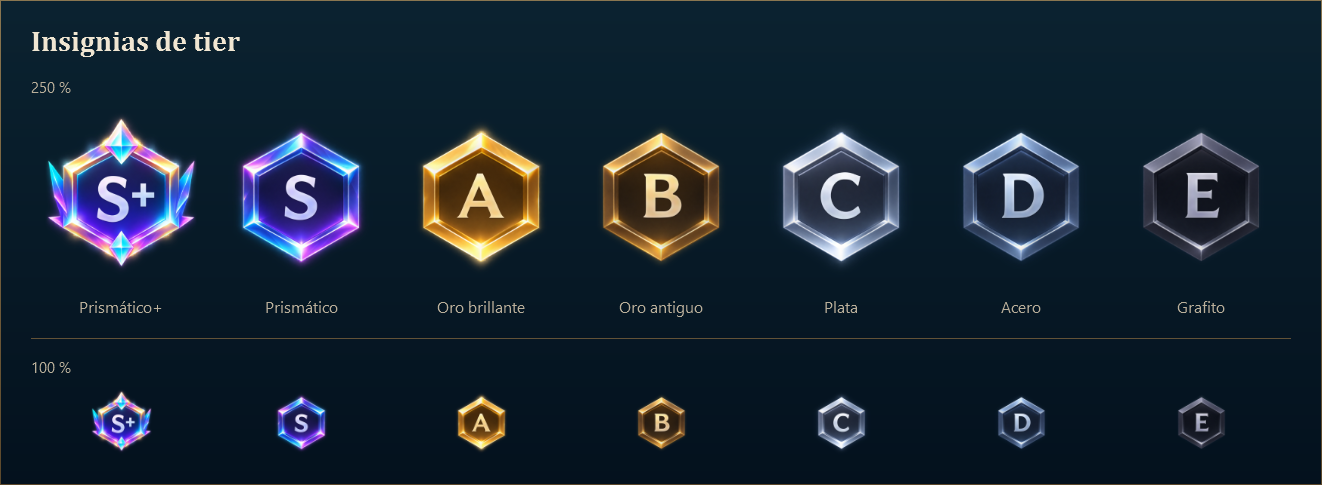 Insignias de tier
250 %
S+ S A B C D E
Prismático+ Prismático Oro brillante Oro antiguo Plata Acero Grafito
100 %
S+ S A B C D E